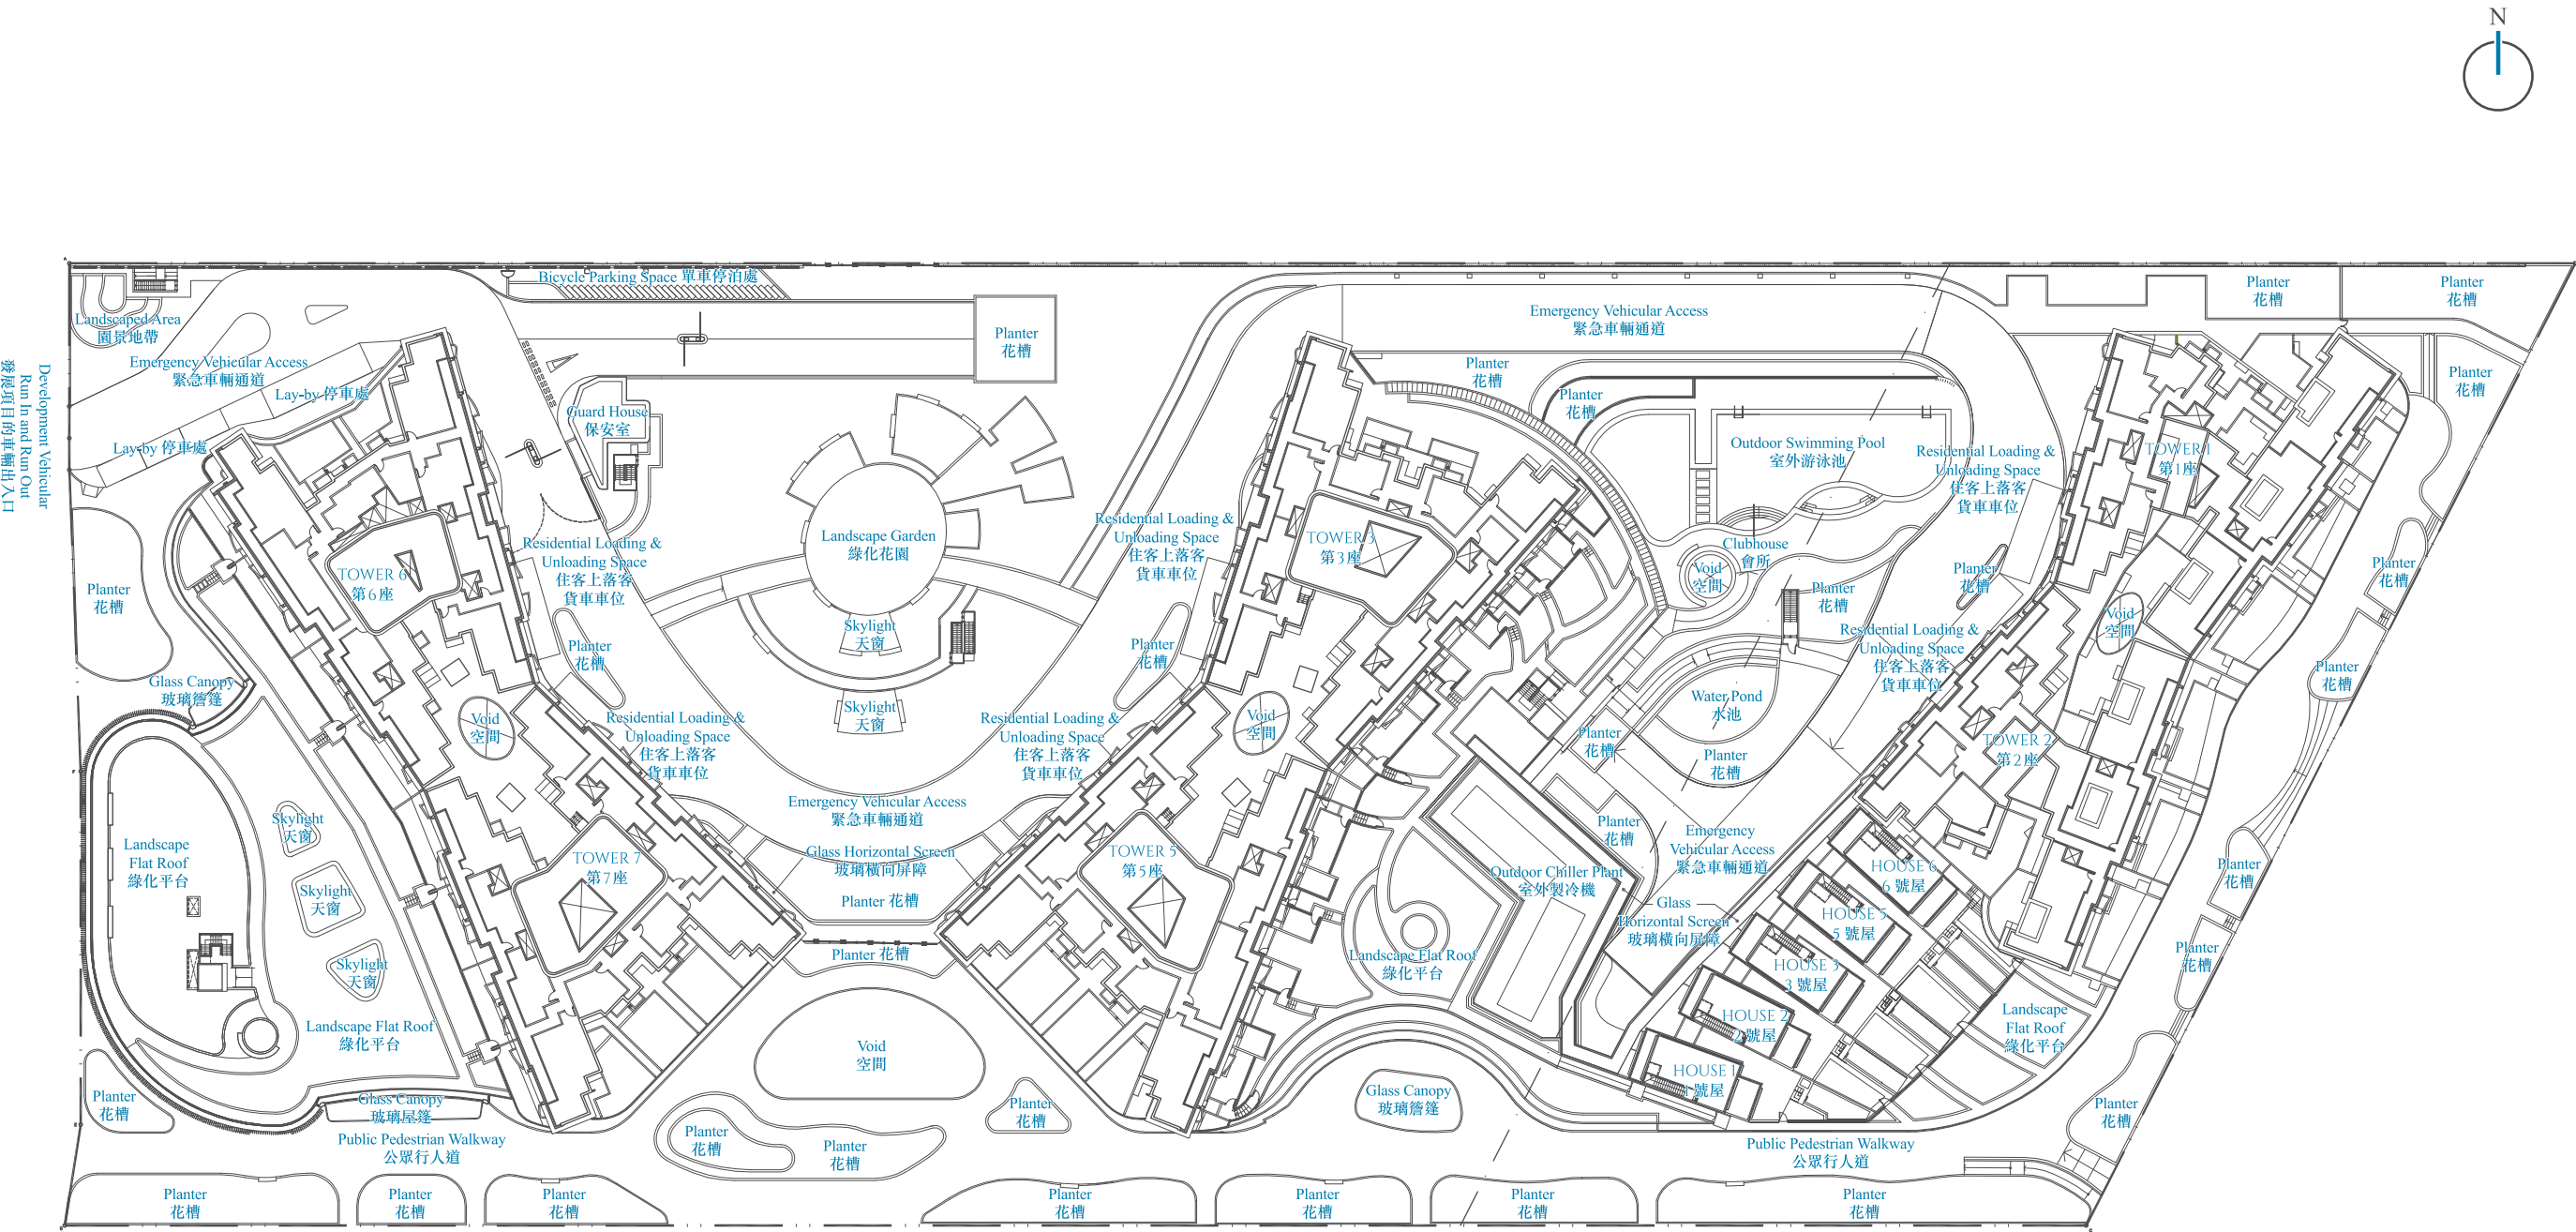 N
Bicycle Parking Space 單車停泊處
Landscaped Area
園景地帶
Emergency Vehicular Access
緊急車輛通道
Lay-by 停車處
Lay-by 停車處
Development Vehicular
Run In and Run Out
發展項目的車輛出入口
Guard House
保安室
Planter
花槽
Emergency Vehicular Access
緊急車輛通道
Planter
花槽
Planter
花槽
Planter
花槽
Planter
花槽
Planter
花槽
Outdoor Swimming Pool
室外游泳池
Residential Loading &
Unloading Space
住客上落客
貨車車位
TOWER 1
第1座
Landscape Garden
綠化花園
Residential Loading &
Unloading Space
住客上落客
貨車車位
TOWER 3
第3座
Clubhouse
會所
Void
空間
Planter
花槽
Planter
花槽
Planter
花槽
TOWER 6
第6座
Residential Loading &
Unloading Space
住客上落客
貨車車位
Planter
花槽
Planter
花槽
Skylight
天窗
Planter
花槽
Void
空間
Residential Loading &
Unloading Space
住客上落客
貨車車位
Planter
花槽
Glass Canopy
玻璃簷篷
Void
空間
Residential Loading &
Unloading Space
住客上落客
貨車車位
Skylight
天窗
Residential Loading &
Unloading Space
住客上落客
貨車車位
Void
空間
Water Pond
水池
Planter
花槽
Planter
花槽
TOWER 2
第2座
Emergency Vehicular Access
緊急車輛通道
Skylight
天窗
Landscape
Flat Roof
綠化平台
Skylight
天窗
TOWER 7
第7座
Glass Horizontal Screen
玻璃橫向屏障
Planter 花槽
TOWER 5
第5座
Planter
花槽
Emergency
Vehicular Access
緊急車輛通道
Outdoor Chiller Plant
室外製冷機
Glass
Horizontal Screen
玻璃橫向屏障
HOUSE 6
6 號屋
HOUSE 5
5 號屋
HOUSE 3
3 號屋
HOUSE 2
2 號屋
HOUSE 1
1 號屋
Planter
花槽
Planter
花槽
Skylight
天窗
Planter 花槽
Landscape Flat Roof
綠化平台
Landscape
Flat Roof
綠化平台
Landscape Flat Roof
綠化平台
Void
空間
Planter
花槽
Glass Canopy
玻璃屋篷
Planter
花槽
Planter
花槽
Planter
花槽
Glass Canopy
玻璃簷篷
Planter
花槽
Public Pedestrian Walkway
公眾行人道
Public Pedestrian Walkway
公眾行人道
Planter
花槽
Planter
花槽
Planter
花槽
Planter
花槽
Planter
花槽
Planter
花槽
Planter
花槽